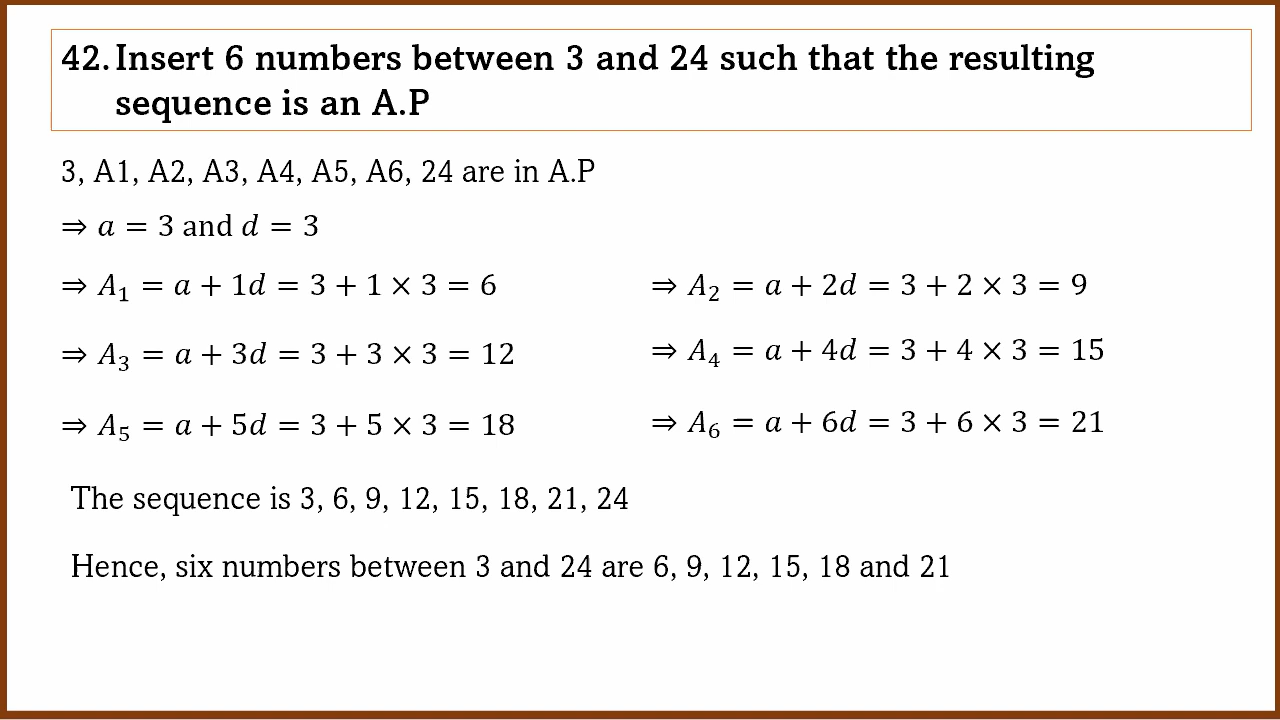 42. Insert 6 numbers between 3 and 24 such that the resulting
sequence is an A.P
3, A1, A2, A3, A4, A5, A6, 24 are in A.P
⇒ a = 3 and d = 3
⇒ A₁ = a + 1d = 3 + 1 × 3 = 6
⇒ A₂ = a + 2d = 3 + 2 × 3 = 9
⇒ A₃ = a + 3d = 3 + 3 × 3 = 12
⇒ A₄ = a + 4d = 3 + 4 × 3 = 15
⇒ A₅ = a + 5d = 3 + 5 × 3 = 18
⇒ A₆ = a + 6d = 3 + 6 × 3 = 21
The sequence is 3, 6, 9, 12, 15, 18, 21, 24
Hence, six numbers between 3 and 24 are 6, 9, 12, 15, 18 and 21